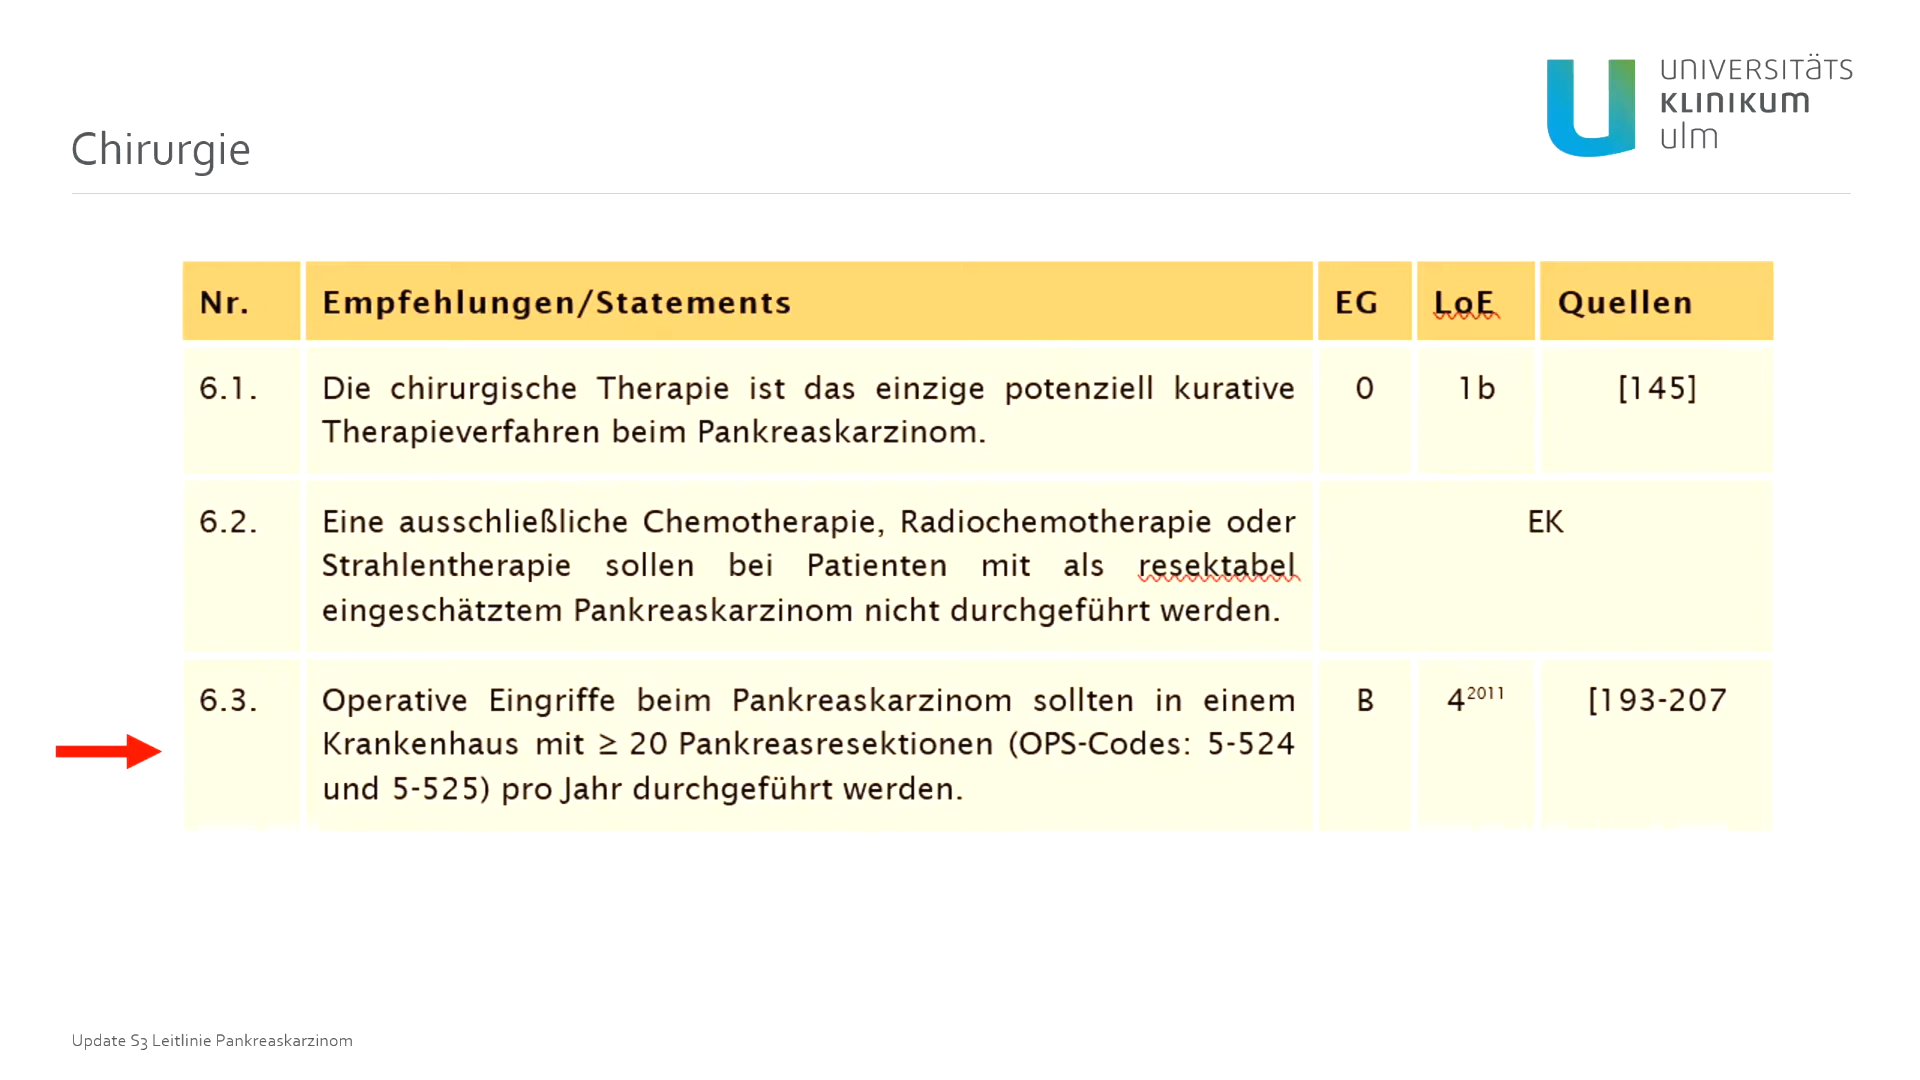 UNIVERSITÄTS
KLINIKUM
ulm
Chirurgie
Nr. Empfehlungen/Statements EG LoE Quellen
6.1. Die chirurgische Therapie ist das einzige potenziell kurative 0 1b [145]
Therapieverfahren beim Pankreaskarzinom.
6.2. Eine ausschließliche Chemotherapie, Radiochemotherapie oder EK
Strahlentherapie sollen bei Patienten mit als resektabel
eingeschätztem Pankreaskarzinom nicht durchgeführt werden.
6.3. Operative Eingriffe beim Pankreaskarzinom sollten in einem B 4²⁰¹¹ [193-207
Krankenhaus mit ≥ 20 Pankreasresektionen (OPS-Codes: 5-524
und 5-525) pro Jahr durchgeführt werden.
Update S3 Leitlinie Pankreaskarzinom